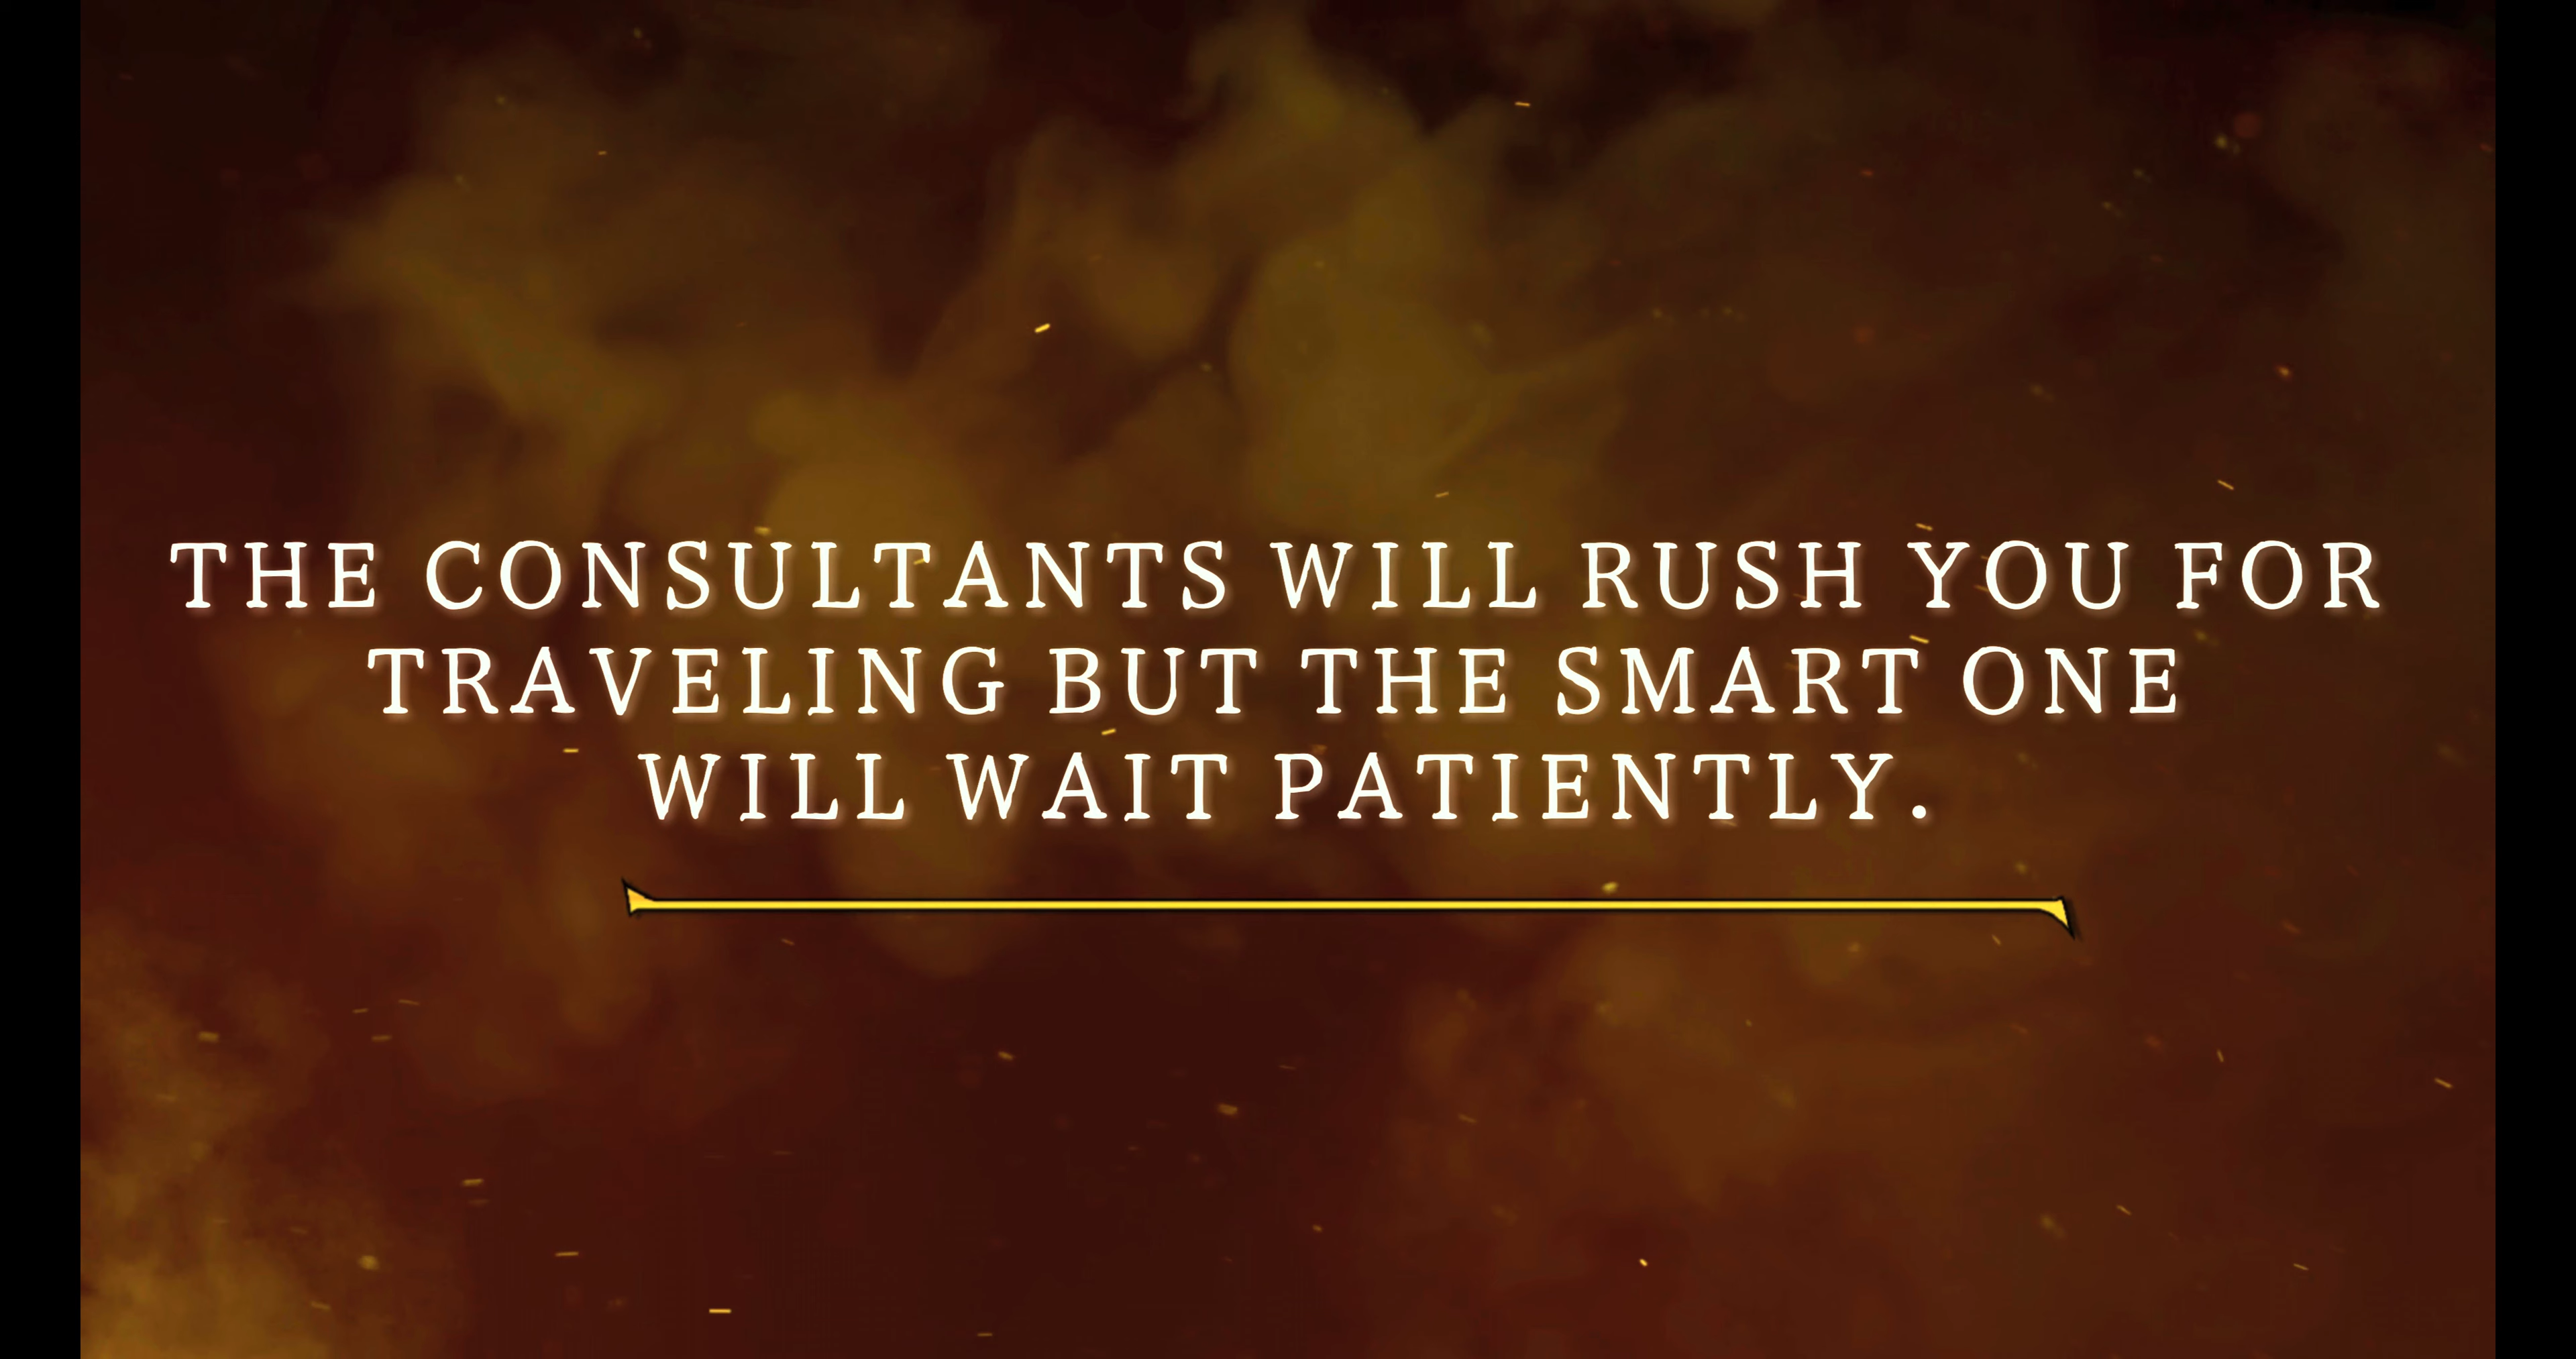 THE CONSULTANTS WILL RUSH YOU FOR
TRAVELING BUT THE SMART ONE
WILL WAIT PATIENTLY.